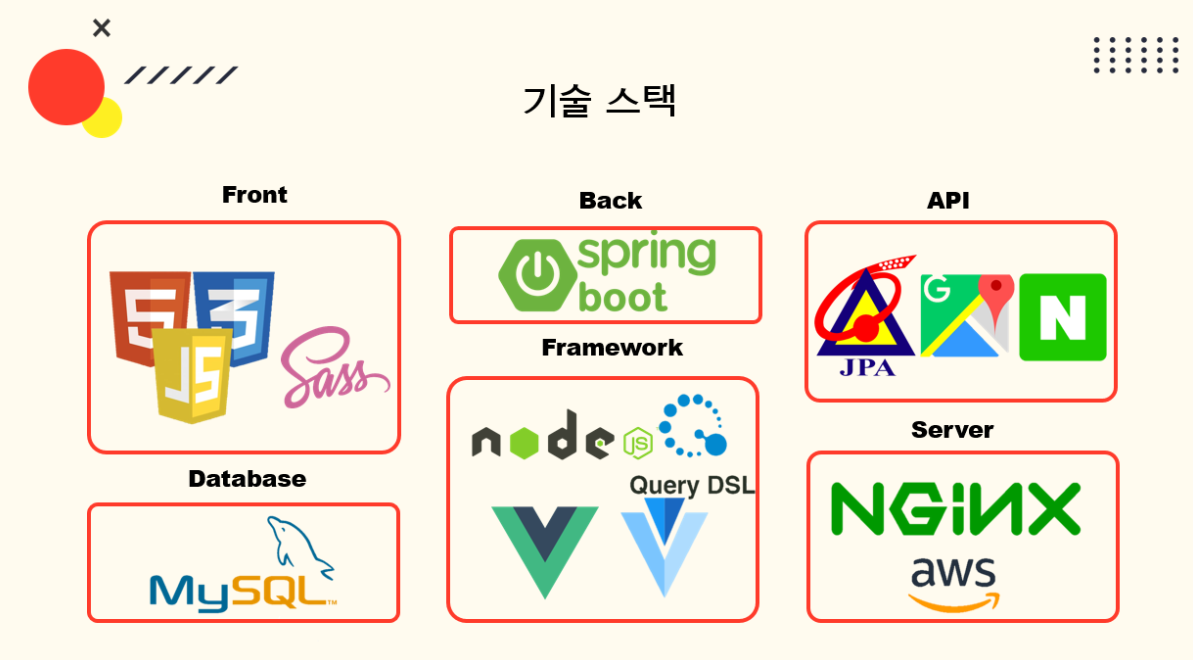 기술 스택
Front
5
3
JS
Sass
Database
MySQL™
Back
spring
boot
Framework
node
JS
Query DSL
API
JPA
G
N
Server
NGiNX
aws